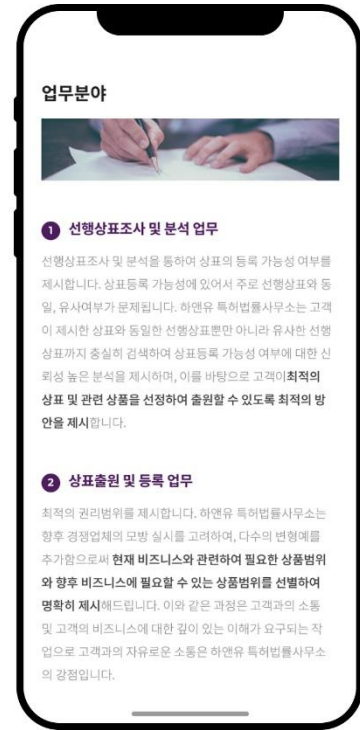 업무분야
1 선행상표조사 및 분석 업무
선행상표조사 및 분석을 통하여 상표의 등록 가능성 여부를
제시합니다. 상표등록 가능성에 있어서 주로 선행상표와 동
일, 유사여부가 문제됩니다. 하앤유 특허법률사무소는 고객
이 제시한 상표와 동일한 선행상표뿐만 아니라 유사한 선행
상표까지 충실히 검색하여 상표등록 가능성 여부에 대한 신
뢰성 높은 분석을 제시하며, 이를 바탕으로 고객이최적의
상표 및 관련 상품을 선정하여 출원할 수 있도록 최적의 방
안을 제시합니다.
2 상표출원 및 등록 업무
최적의 권리범위를 제시합니다. 하앤유 특허법률사무소는
향후 경쟁업체의 모방 실시를 고려하여, 다수의 변형예를
추가함으로써 현재 비즈니스와 관련하여 필요한 상품범위
와 향후 비즈니스에 필요할 수 있는 상품범위를 선별하여
명확히 제시해드립니다. 이와 같은 과정은 고객과의 소통
및 고객의 비즈니스에 대한 깊이 있는 이해가 요구되는 작
업으로 고객과의 자유로운 소통은 하앤유 특허법률사무소
의 강점입니다.